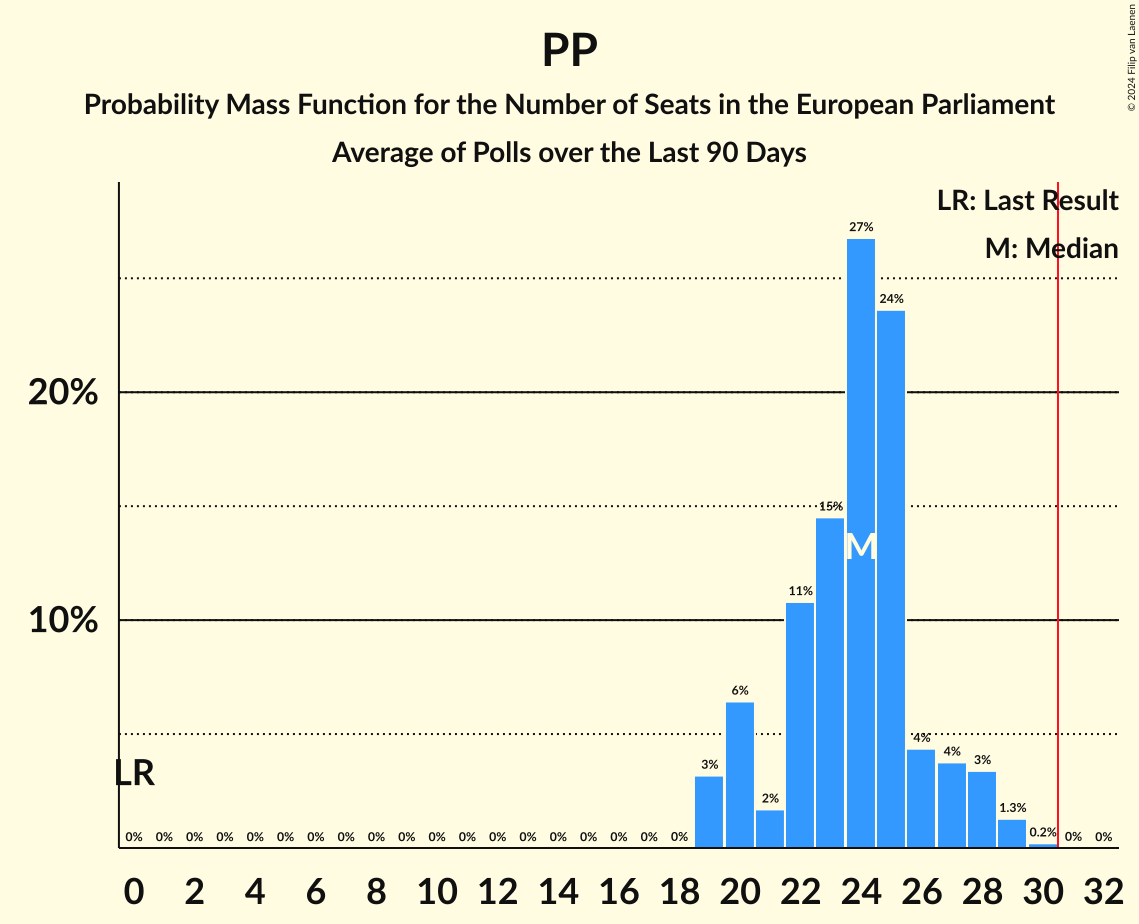 PP
Probability Mass Function for the Number of Seats in the European Parliament
Average of Polls over the Last 90 Days
© 2024 Filip van Laenen
LR: Last Result
M: Median
27%
24%
20%
15%
M
11%
10%
6%
4%
4%
3%
3%
2%
1.3%
0.2%
LR
0% 0% 0% 0% 0% 0% 0% 0% 0% 0% 0% 0% 0% 0% 0% 0% 0% 0% 0% 0% 0%
0 2 4 6 8 10 12 14 16 18 20 22 24 26 28 30 32